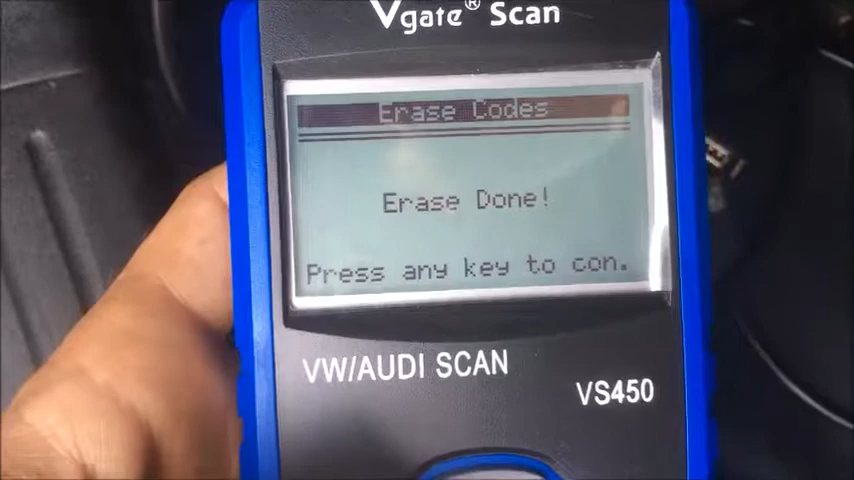 Vgate® Scan
Erase Codes
Erase Done!
Press any key to con.
VW/AUDI SCAN
VS450